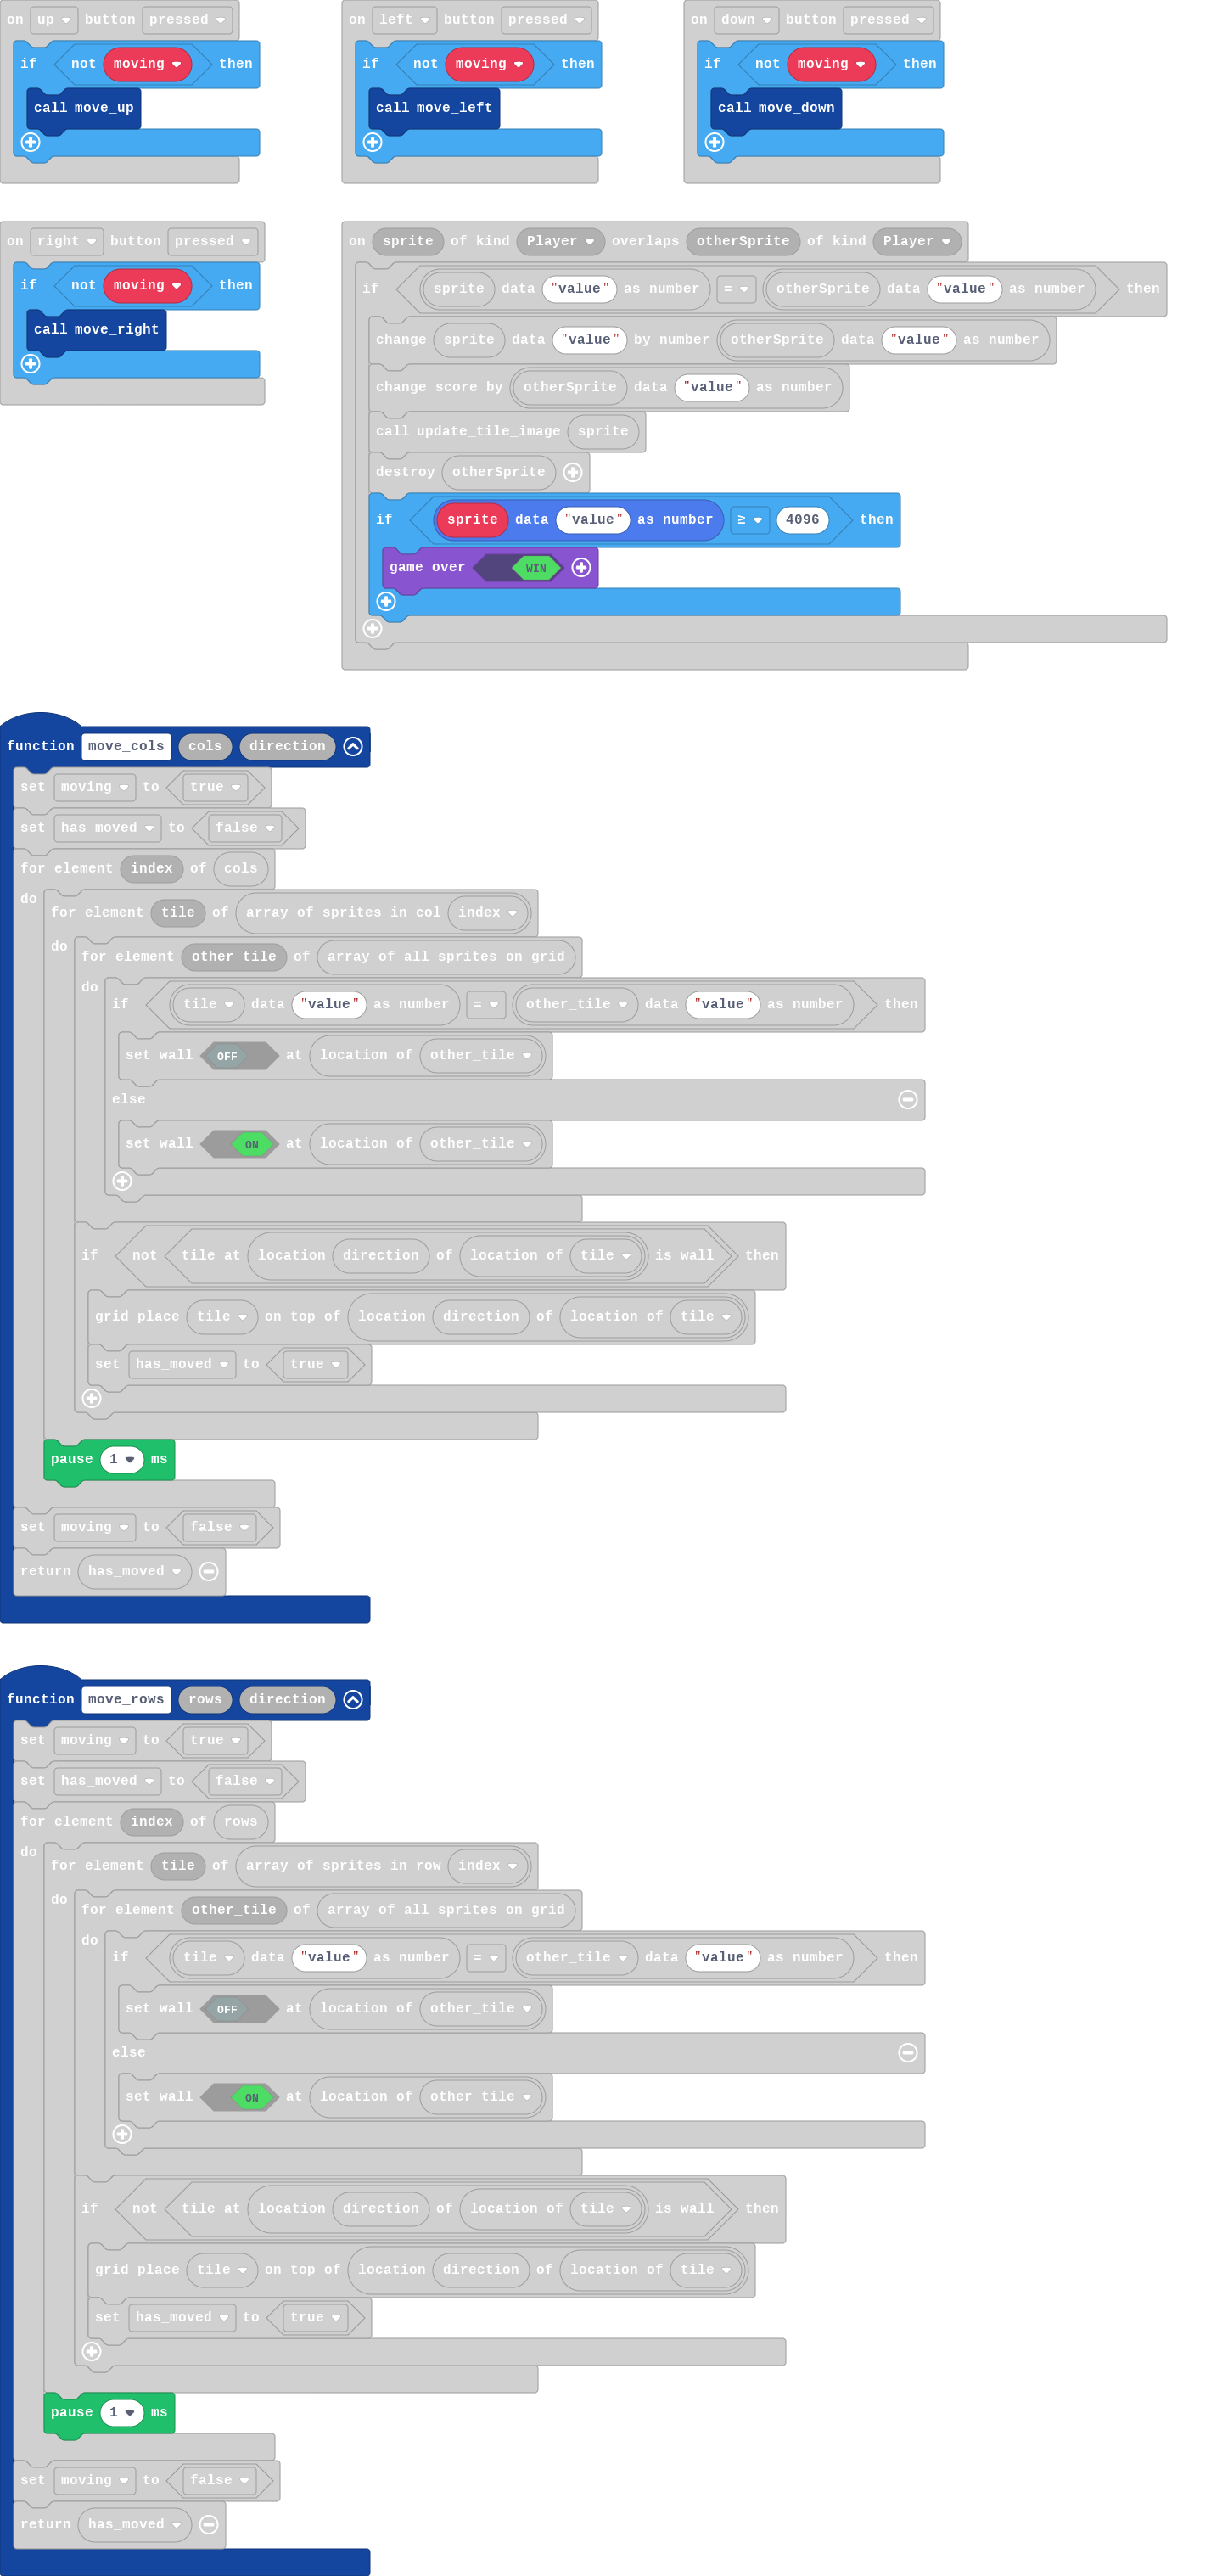 on up button pressed
if not moving then
call move_up
on left button pressed
if not moving then
call move_left
on down button pressed
if not moving then
call move_down
on right button pressed
if not moving then
call move_right
on sprite of kind Player overlaps otherSprite of kind Player
if sprite data "value" as number = otherSprite data "value" as number then
change sprite data "value" by number otherSprite data "value" as number
change score by otherSprite data "value" as number
call update_tile_image sprite
destroy otherSprite
if sprite data "value" as number ≥ 4096 then
game over WIN
function move_cols cols direction
set moving to true
set has_moved to false
for element index of cols
do for element tile of array of sprites in col index
do for element other_tile of array of all sprites on grid
do if tile data "value" as number = other_tile data "value" as number then
set wall OFF at location of other_tile
else
set wall ON at location of other_tile
if not tile at location direction of location of tile is wall then
grid place tile on top of location direction of location of tile
set has_moved to true
pause 1 ms
set moving to false
return has_moved
function move_rows rows direction
set moving to true
set has_moved to false
for element index of rows
do for element tile of array of sprites in row index
do for element other_tile of array of all sprites on grid
do if tile data "value" as number = other_tile data "value" as number then
set wall OFF at location of other_tile
else
set wall ON at location of other_tile
if not tile at location direction of location of tile is wall then
grid place tile on top of location direction of location of tile
set has_moved to true
pause 1 ms
set moving to false
return has_moved